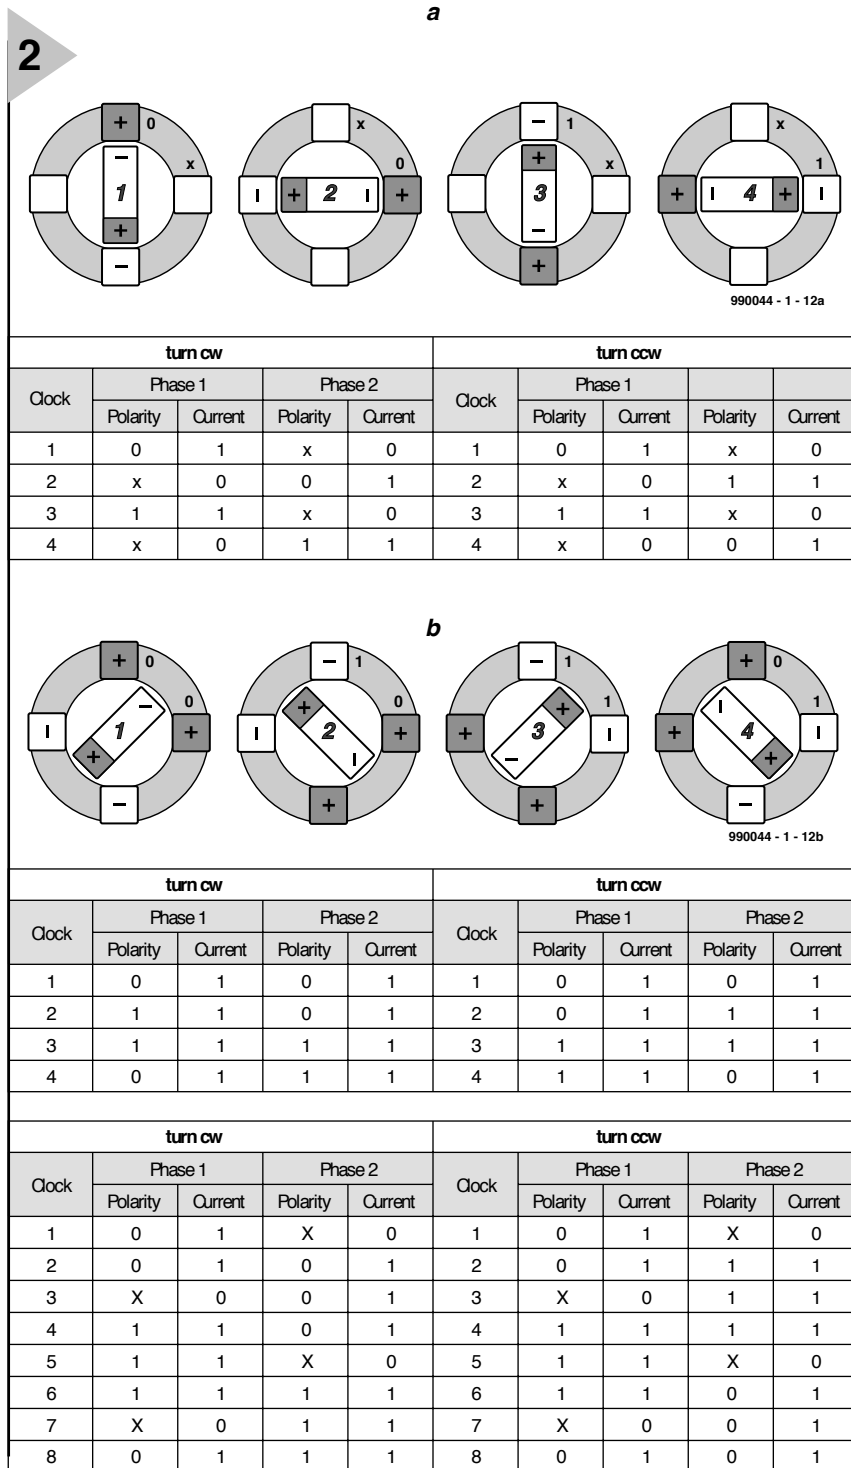 a
2
+ 0 x − 1 +  −
x 0 − + 2 − +
− 1 x + 3 −  +
x 1 + − 4 + −
990044 - 1 - 12a
turn cw turn ccw
Clock Phase 1 Phase 2 Clock Phase 1
Polarity Current Polarity Current Polarity Current Polarity Current
1 0 1 x 0 1 0 1 x 0
2 x 0 0 1 2 x 0 1 1
3 1 1 x 0 3 1 1 x 0
4 x 0 1 1 4 x 0 0 1
b
+ 0 0 − − 1 + + −
− 1 0 + − 2 + − +
− 1 1 + + 3 − − +
+ 0 1 − + 4 − + −
990044 - 1 - 12b
turn cw turn ccw
Clock Phase 1 Phase 2 Clock Phase 1 Phase 2
Polarity Current Polarity Current Polarity Current Polarity Current
1 0 1 0 1 1 0 1 0 1
2 1 1 0 1 2 0 1 1 1
3 1 1 1 1 3 1 1 1 1
4 0 1 1 1 4 1 1 0 1
turn cw turn ccw
Clock Phase 1 Phase 2 Clock Phase 1 Phase 2
Polarity Current Polarity Current Polarity Current Polarity Current
1 0 1 X 0 1 0 1 X 0
2 0 1 0 1 2 0 1 1 1
3 X 0 0 1 3 X 0 1 1
4 1 1 0 1 4 1 1 1 1
5 1 1 X 0 5 1 1 X 0
6 1 1 1 1 6 1 1 0 1
7 X 0 1 1 7 X 0 0 1
8 0 1 1 1 8 0 1 0 1